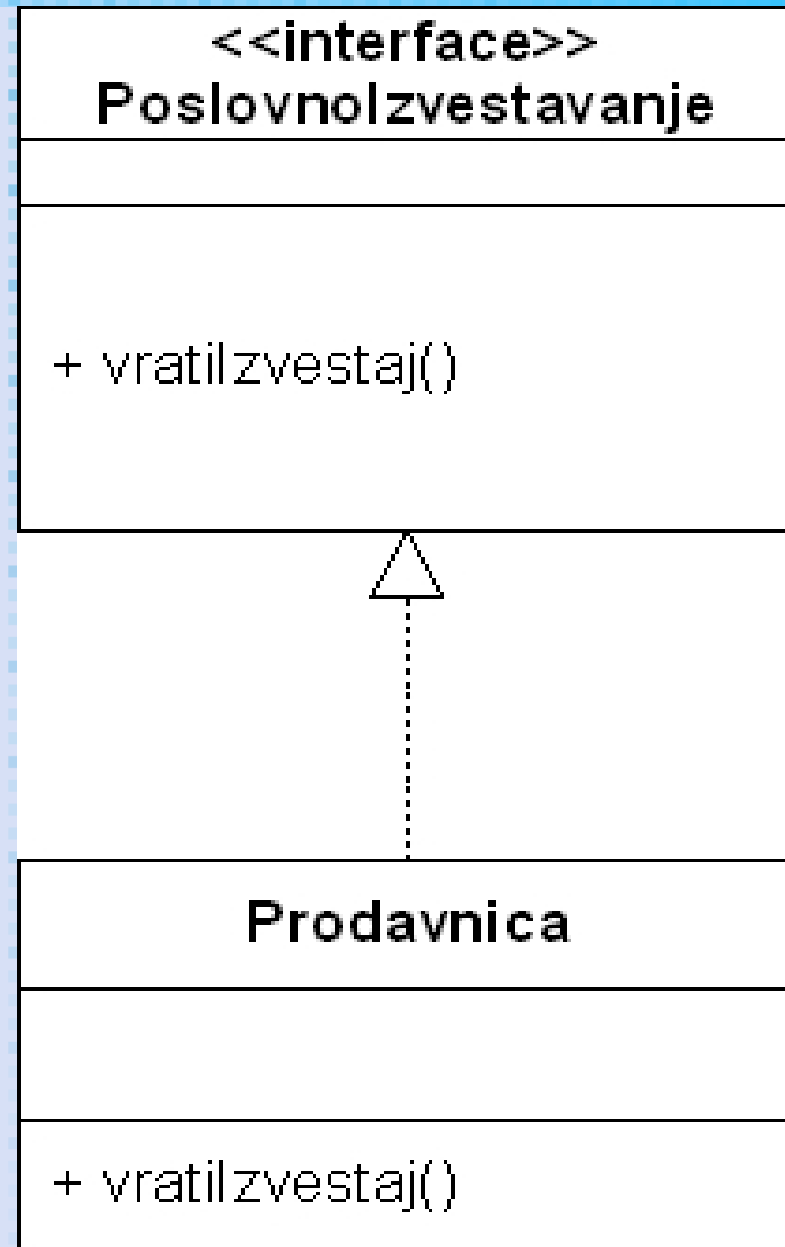 <<interface>>
PoslovnoIzvestavanje
+ vratiIzvestaj()
Prodavnica
+ vratiIzvestaj()